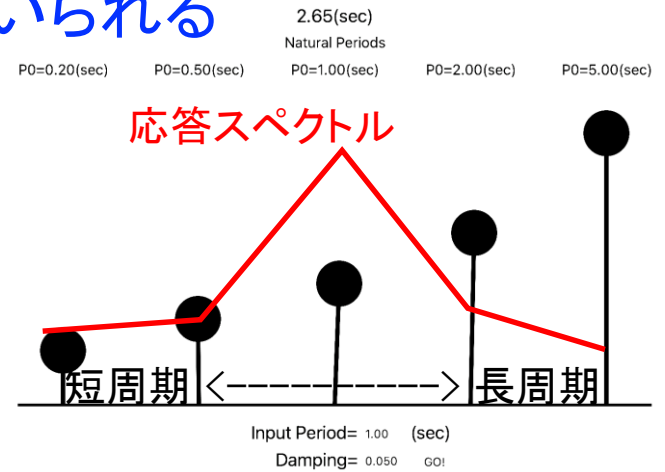 いられる
2.65(sec)
Natural Periods
P0=0.20(sec) P0=0.50(sec) P0=1.00(sec) P0=2.00(sec) P0=5.00(sec)
応答スペクトル
短周期 <----------> 長周期
Input Period= 1.00 (sec)
Damping= 0.050 GO!